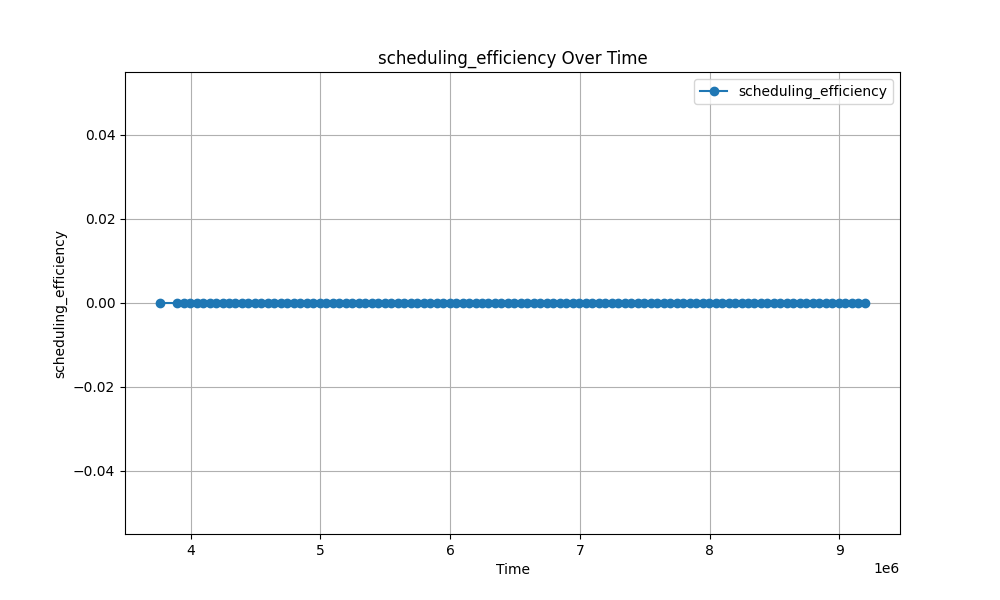 scheduling_efficiency Over Time
scheduling_efficiency
scheduling_efficiency
0.04
0.02
0.00
−0.02
−0.04
4
5
6
7
8
9
1e6
Time